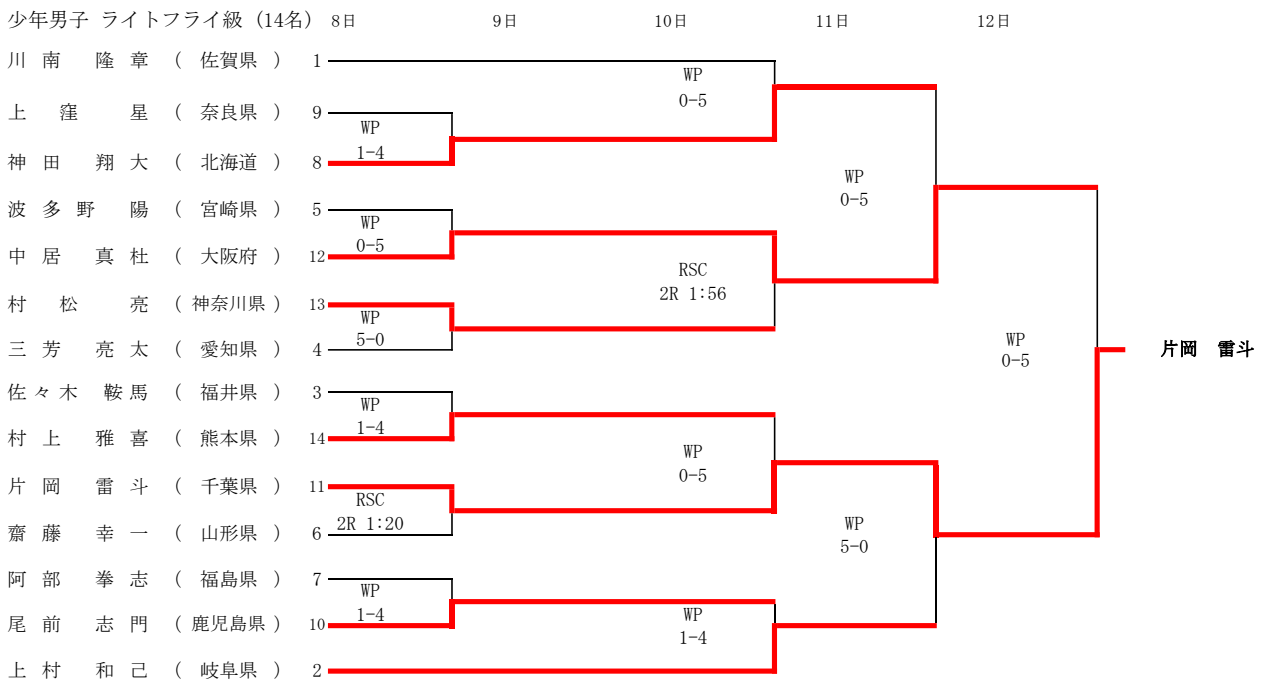 少年男子 ライトフライ級 (14名) 8日 9日 10日 11日 12日
川南 隆章 ( 佐賀県 ) 1
WP
0-5
上窪 星 ( 奈良県 ) 9
WP
1-4
神田 翔大 ( 北海道 ) 8
WP
0-5
波多野 陽 ( 宮崎県 ) 5
WP
0-5
中居 真杜 ( 大阪府 ) 12
RSC
2R 1:56
村松 亮 ( 神奈川県 ) 13
WP
5-0
三芳 亮太 ( 愛知県 ) 4
WP
0-5
片岡 雷斗
佐々木 鞍馬 ( 福井県 ) 3
WP
1-4
村上 雅喜 ( 熊本県 ) 14
WP
0-5
片岡 雷斗 ( 千葉県 ) 11
RSC
2R 1:20
齋藤 幸一 ( 山形県 ) 6
WP
5-0
阿部 拳志 ( 福島県 ) 7
WP
1-4
尾前 志門 ( 鹿児島県 ) 10
WP
1-4
上村 和己 ( 岐阜県 ) 2